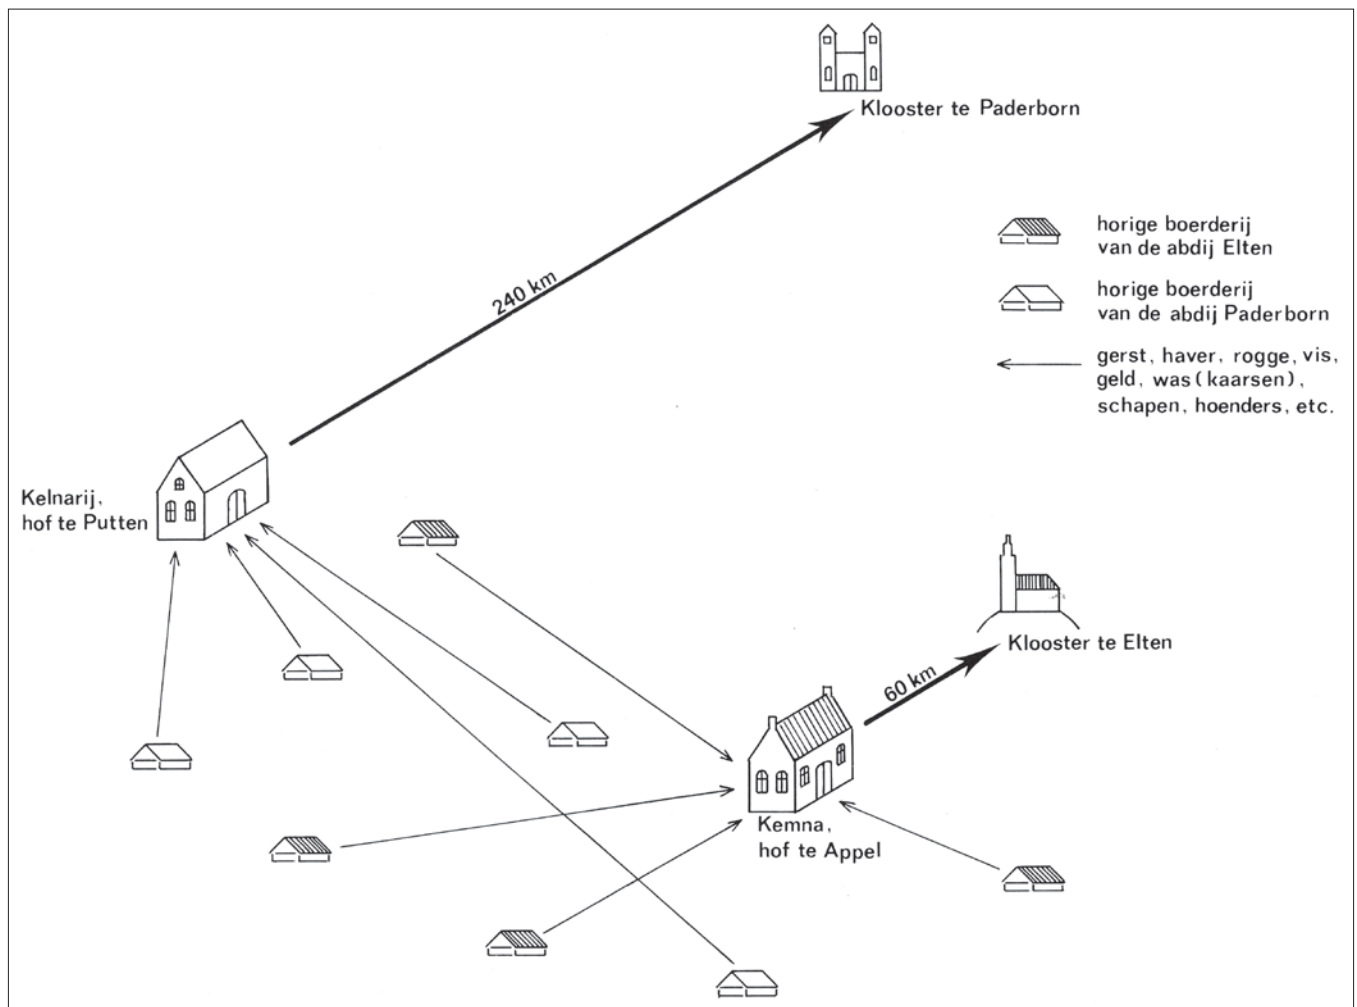 Klooster te Paderborn
horige boerderij
van de abdij Elten
240 km
horige boerderij
van de abdij Paderborn
gerst, haver, rogge, vis,
geld, was (kaarsen),
schapen, hoenders, etc.
Kelnarij,
hof te Putten
Klooster te Elten
60 km
Kemna,
hof te Appel